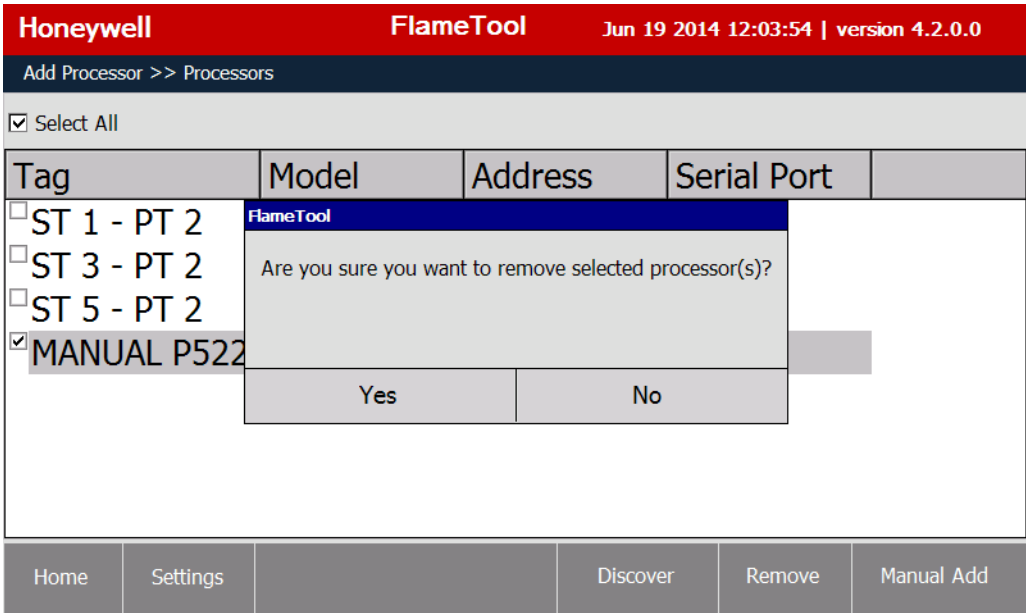 Honeywell FlameTool Jun 19 2014 12:03:54 | version 4.2.0.0
Add Processor >> Processors
Select All
Tag Model Address Serial Port
ST 1 - PT 2
ST 3 - PT 2
ST 5 - PT 2
MANUAL P522
FlameTool
Are you sure you want to remove selected processor(s)?
Yes No
Home Settings Discover Remove Manual Add